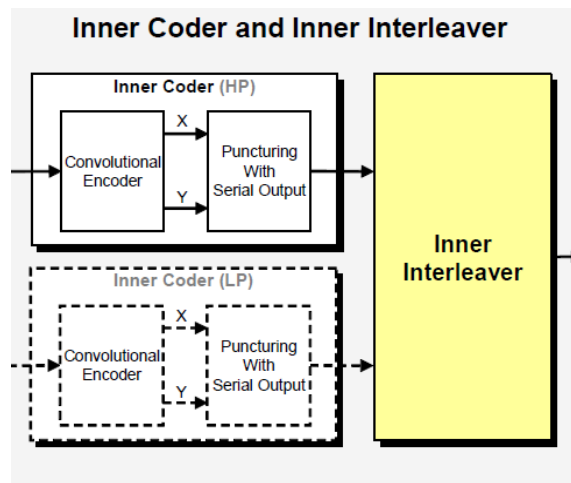 Inner Coder and Inner Interleaver
Inner Coder (HP)
X
Convolutional
Encoder
Y
Puncturing
With
Serial Output
Inner Coder (LP)
X
Convolutional
Encoder
Y
Puncturing
With
Serial Output
Inner
Interleaver